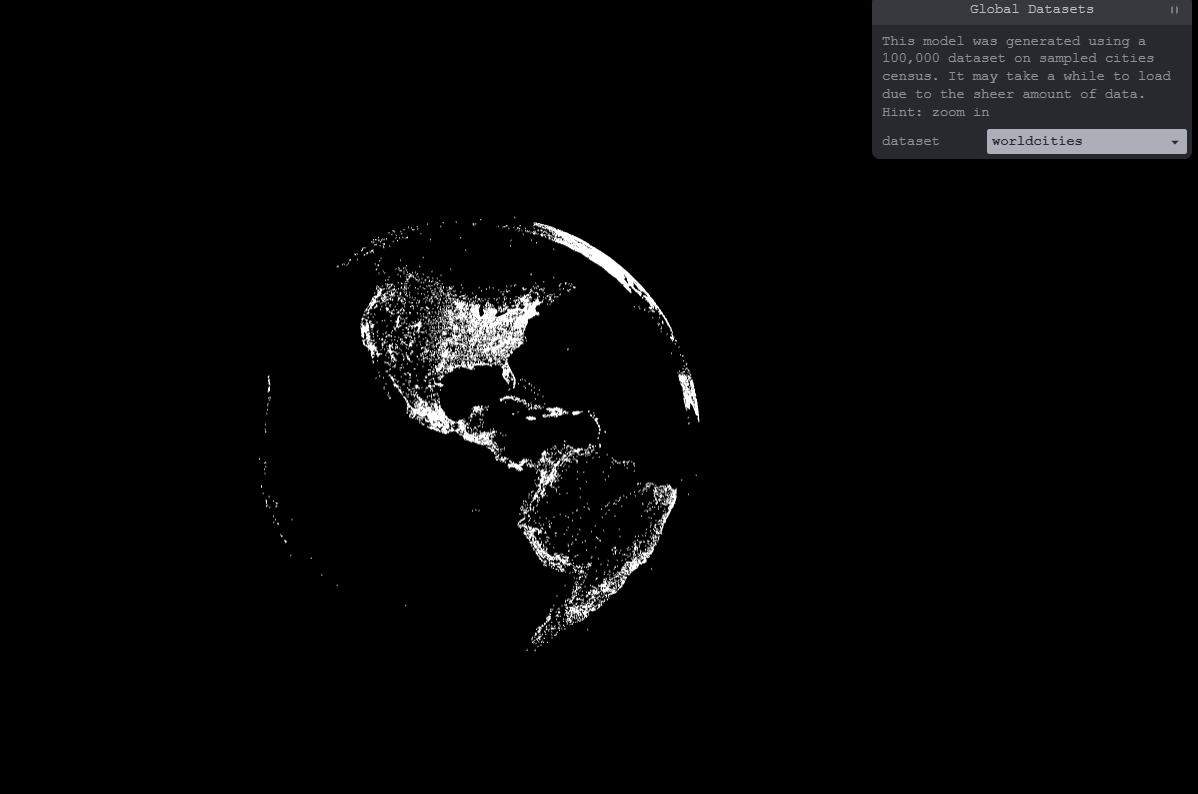 Global Datasets
This model was generated using a
100,000 dataset on sampled cities
census. It may take a while to load
due to the sheer amount of data.
Hint: zoom in
dataset worldcities